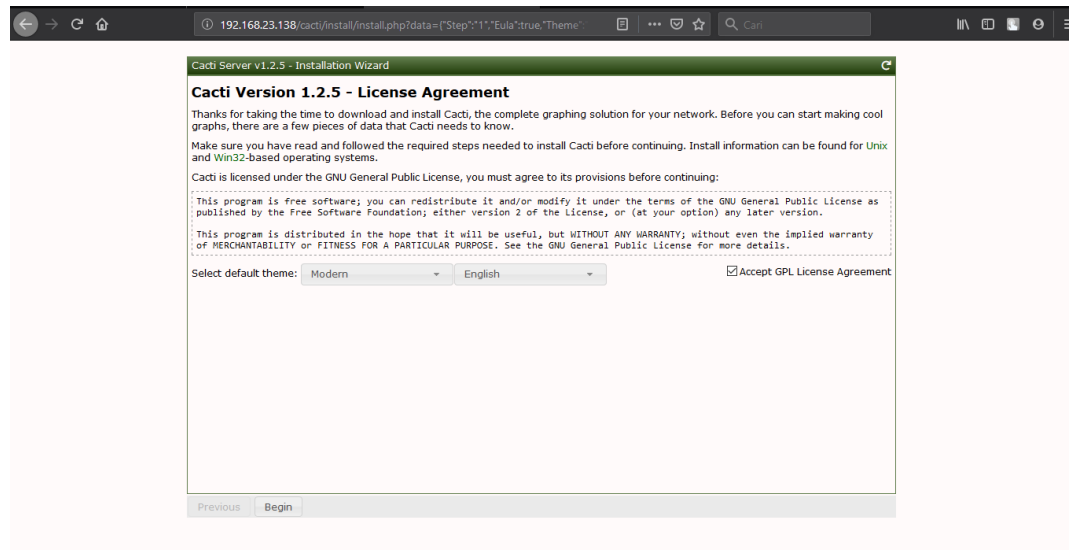 192.168.23.138/cacti/install/install.php?data={"Step":"1","Eula":true,"Theme":
Cari
Cacti Server v1.2.5 - Installation Wizard
Cacti Version 1.2.5 - License Agreement
Thanks for taking the time to download and install Cacti, the complete graphing solution for your network. Before you can start making cool
graphs, there are a few pieces of data that Cacti needs to know.
Make sure you have read and followed the required steps needed to install Cacti before continuing. Install information can be found for Unix
and Win32-based operating systems.
Cacti is licensed under the GNU General Public License, you must agree to its provisions before continuing:
This program is free software; you can redistribute it and/or modify it under the terms of the GNU General Public License as
published by the Free Software Foundation; either version 2 of the License, or (at your option) any later version.
This program is distributed in the hope that it will be useful, but WITHOUT ANY WARRANTY; without even the implied warranty
of MERCHANTABILITY or FITNESS FOR A PARTICULAR PURPOSE. See the GNU General Public License for more details.
Select default theme: Modern English Accept GPL License Agreement
Previous Begin